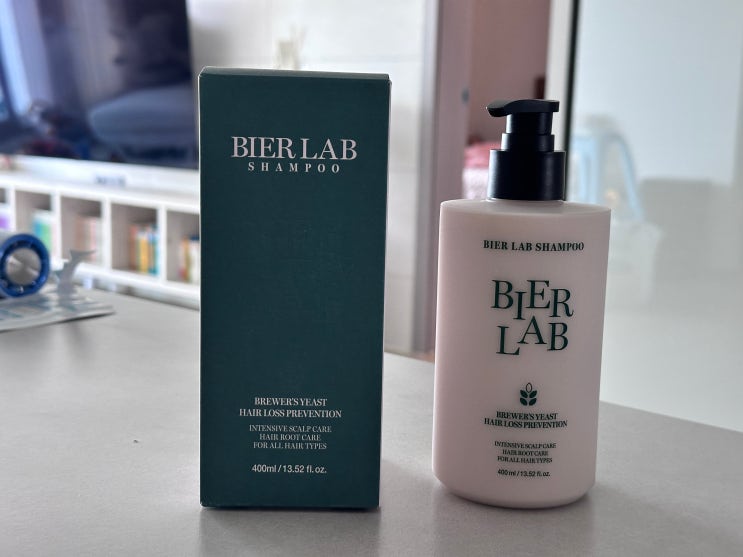 BIER LAB
SHAMPOO
BREWER'S YEAST
HAIR LOSS PREVENTION
INTENSIVE SCALP CARE
HAIR ROOT CARE
FOR ALL HAIR TYPES
400ml / 13.52 fl. oz.
BIER LAB SHAMPOO
BIER
LAB
BREWER'S YEAST
HAIR LOSS PREVENTION
INTENSIVE SCALP CARE
HAIR ROOT CARE
FOR ALL HAIR TYPES
400ml / 13.52 fl. oz.